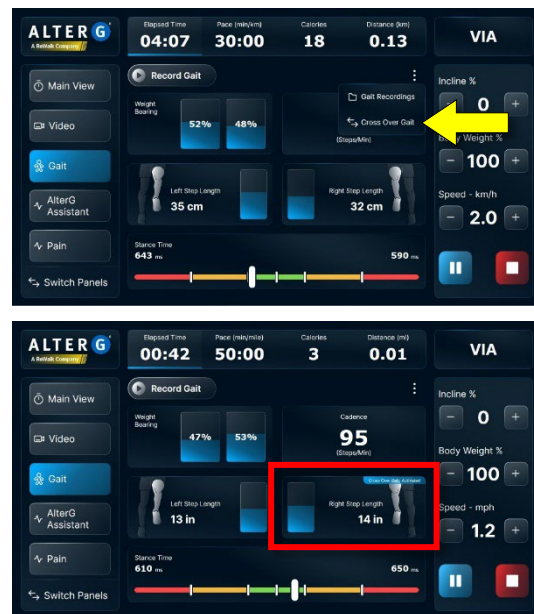 ALTER G
A ReWalk Company
Elapsed Time
04:07
Pace (min/km)
30:00
Calories
18
Distance (km)
0.13
VIA
Main View
Video
Gait
AlterG
Assistant
Pain
Switch Panels
Record Gait
Gait Recordings
Cross Over Gait
Weight
Bearing
52%
48%
(Steps/Min)
Left Step Length
35 cm
Right Step Length
32 cm
Stance Time
643 ms
590 ms
Incline %
0
+
Body Weight %
-
100
+
Speed - km/h
-
2.0
+
ALTER G
A ReWalk Company
Elapsed Time
00:42
Pace (min/mile)
50:00
Calories
3
Distance (mi)
0.01
VIA
Main View
Video
Gait
AlterG
Assistant
Pain
Switch Panels
Record Gait
Weight
Bearing
47%
53%
Cadence
95
(Steps/Min)
Left Step Length
13 in
Cross Over Gait Activated
Right Step Length
14 in
Stance Time
610 ms
650 ms
Incline %
-
0
+
Body Weight %
-
100
+
Speed - mph
-
1.2
+